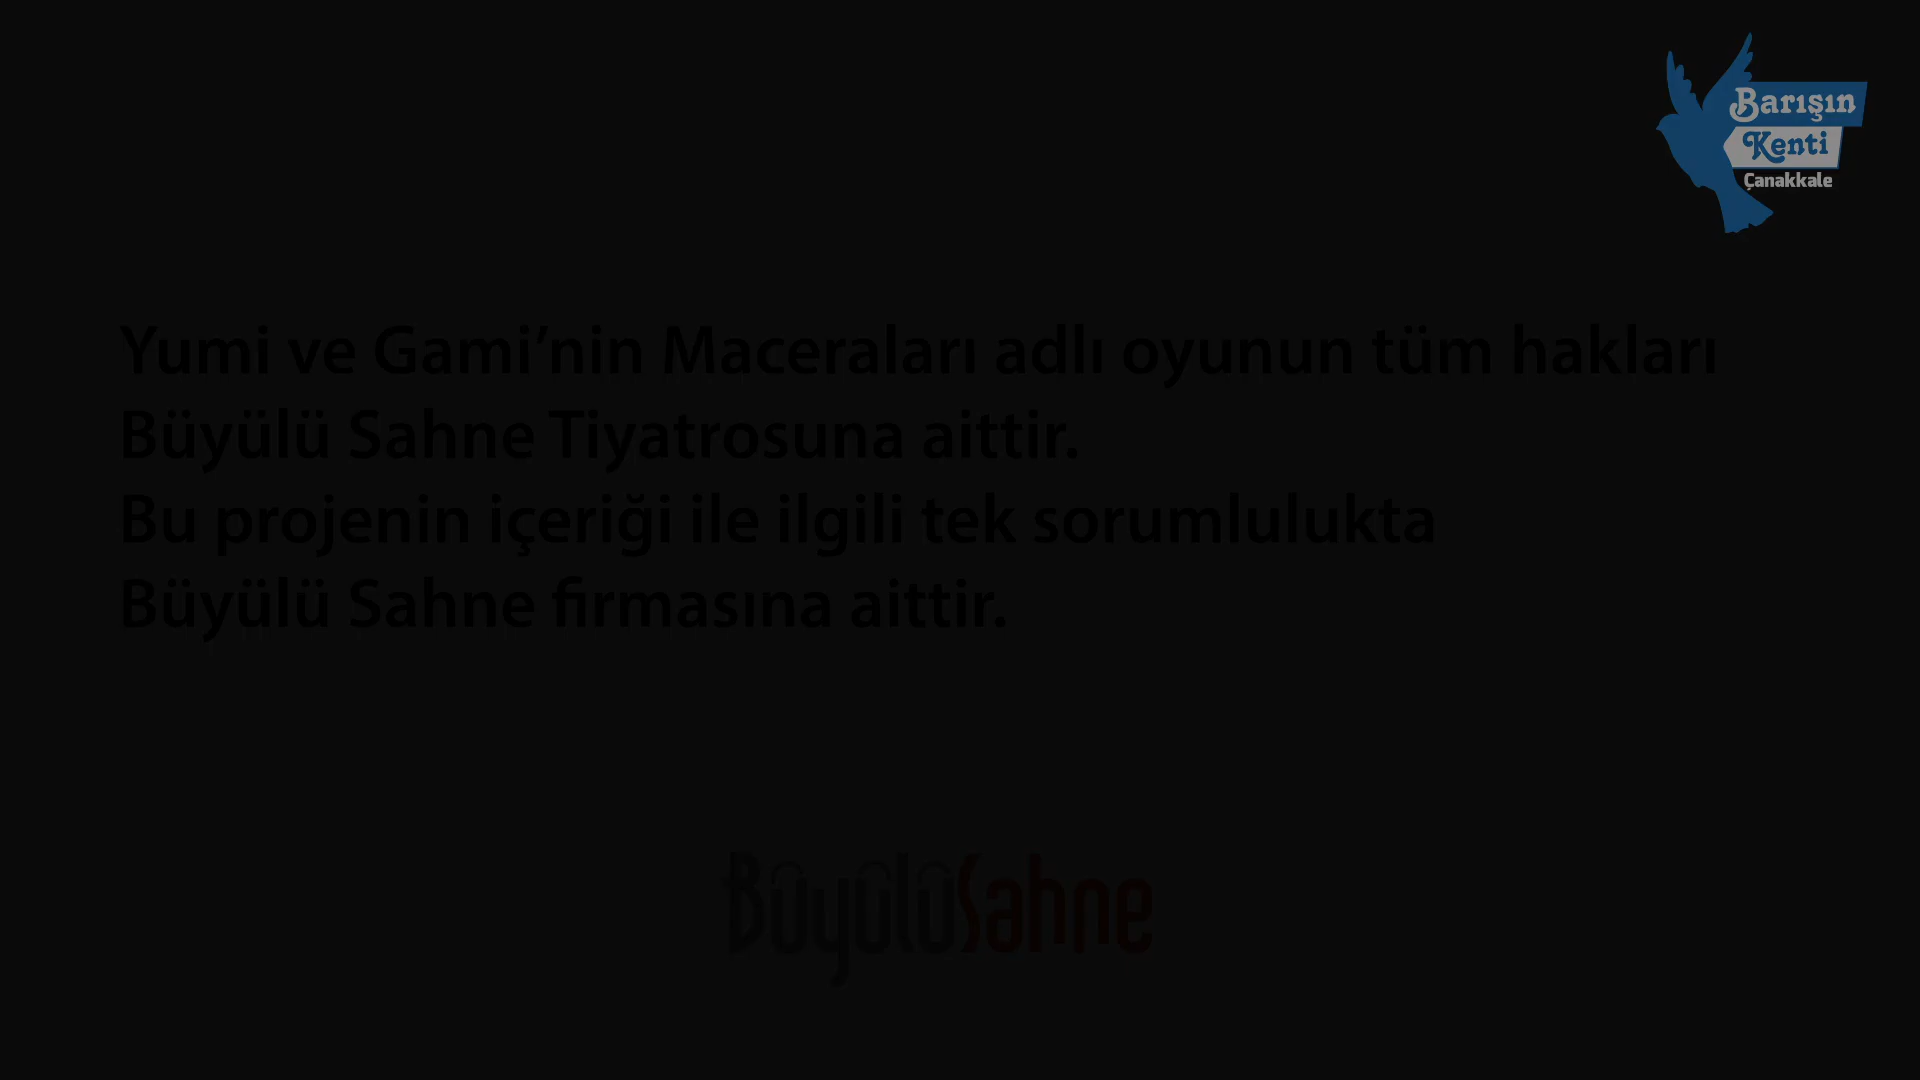 Barışın
Kenti
Çanakkale
Yumi ve Gami’nin Maceraları adlı oyunun tüm hakları
Büyülü Sahne Tiyatrosuna aittir.
Bu projenin içeriği ile ilgili tek sorumlulukta
Büyülü Sahne firmasına aittir.
BüyülüSahne